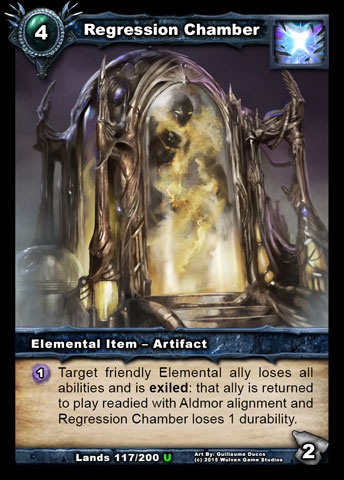 4 Regression Chamber
Elemental Item – Artifact
1 Target friendly Elemental ally loses all
abilities and is exiled: that ally is returned
to play readied with Aldmor alignment and
Regression Chamber loses 1 durability.
Lands 117/200 U
Art By: Guillaume Ducos
(c) 2015 Wulven Game Studios
2